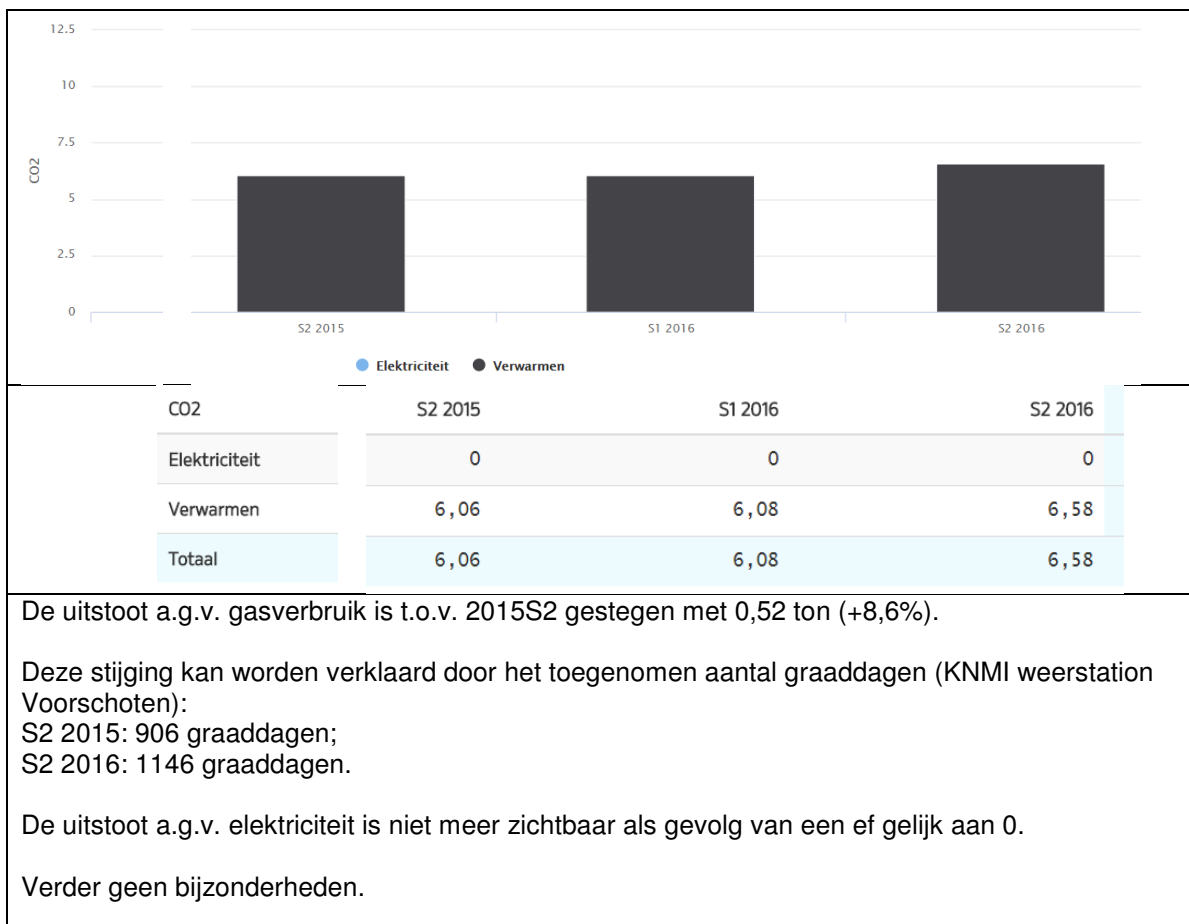 12.5
10
7.5
5
2.5
0
CO2
S2 2015 S1 2016 S2 2016
Elektriciteit Verwarmen
CO2 S2 2015 S1 2016 S2 2016
Elektriciteit 0 0 0
Verwarmen 6,06 6,08 6,58
Totaal 6,06 6,08 6,58
De uitstoot a.g.v. gasverbruik is t.o.v. 2015S2 gestegen met 0,52 ton (+8,6%).
Deze stijging kan worden verklaard door het toegenomen aantal graaddagen (KNMI weerstation
Voorschoten):
S2 2015: 906 graaddagen;
S2 2016: 1146 graaddagen.
De uitstoot a.g.v. elektriciteit is niet meer zichtbaar als gevolg van een ef gelijk aan 0.
Verder geen bijzonderheden.